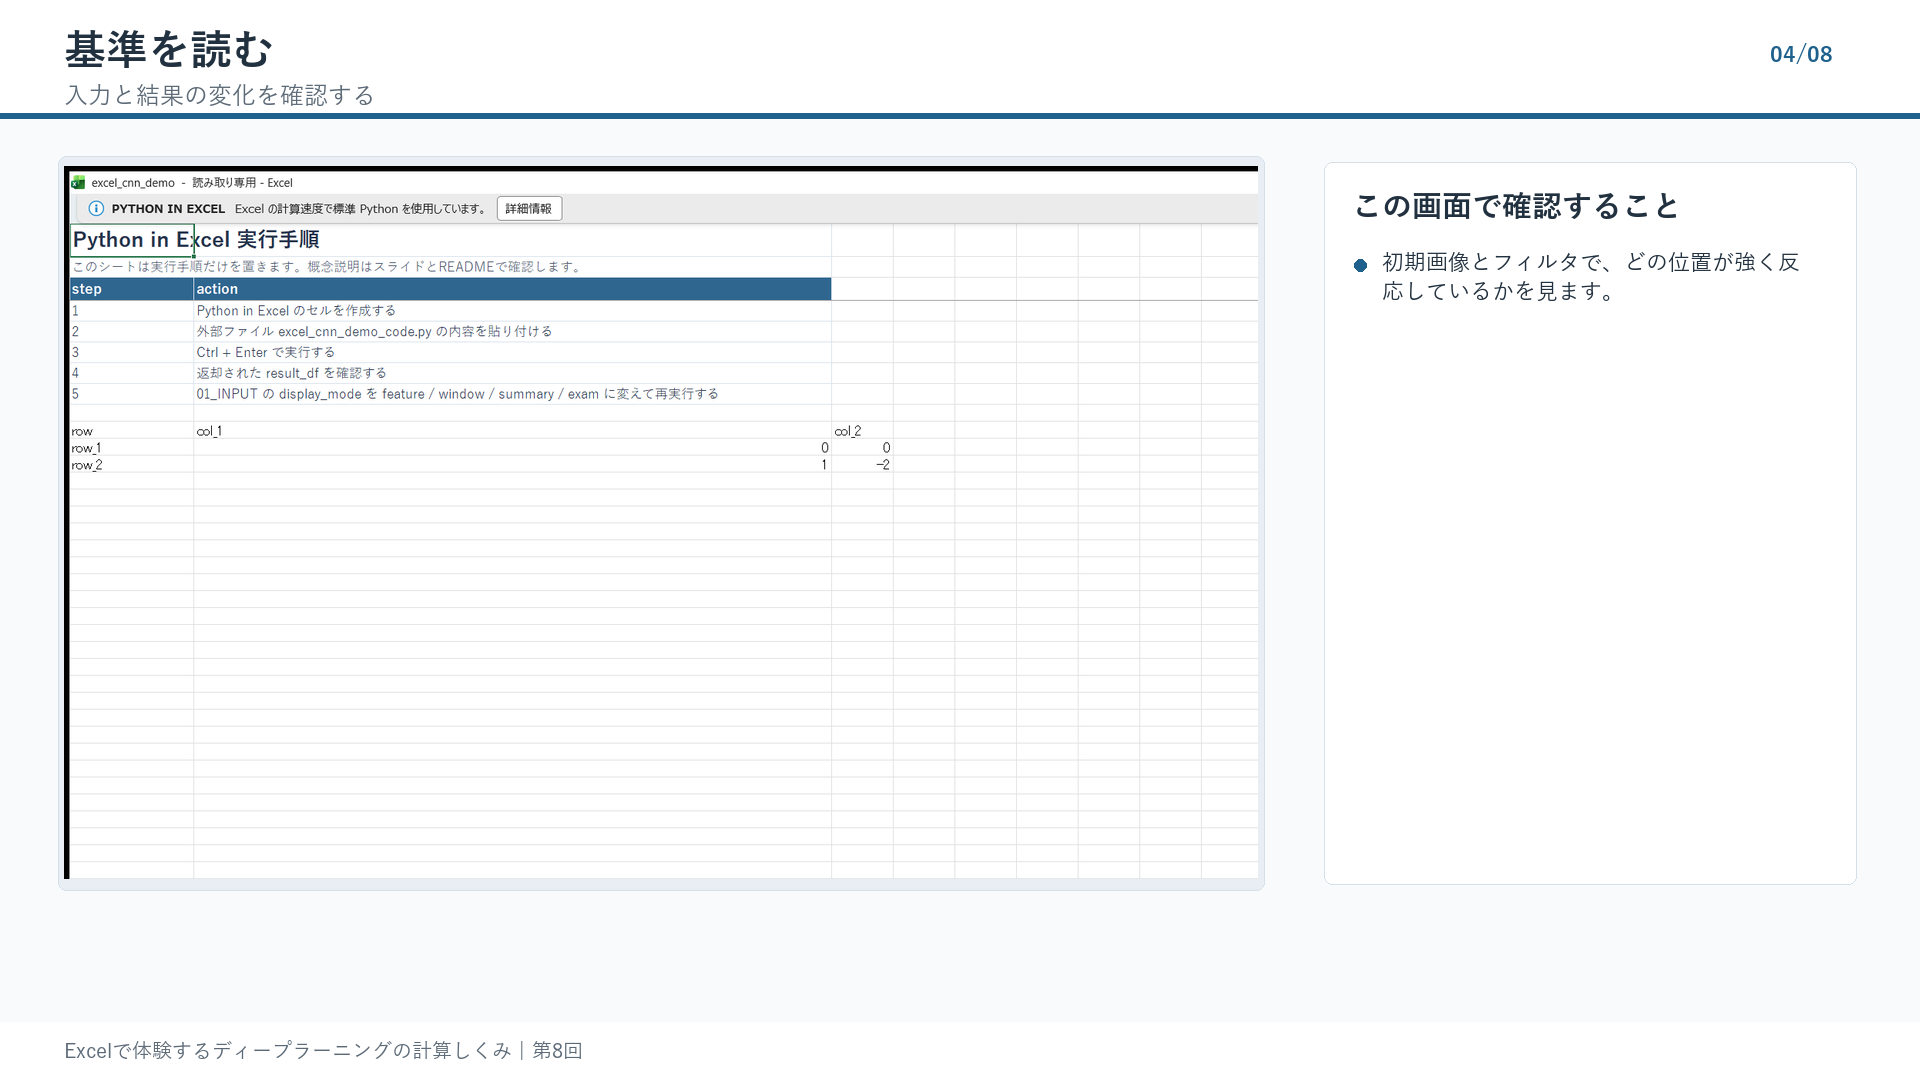 基準を読む
入力と結果の変化を確認する
04/08
excel_cnn_demo - 読み取り専用 - Excel
PYTHON IN EXCEL Excel の計算速度で標準 Python を使用しています。 詳細情報
Python in Excel 実行手順
このシートは実行手順だけを置きます。概念説明はスライドとREADMEで確認します。
step action
1 Python in Excel のセルを作成する
2 外部ファイル excel_cnn_demo_code.py の内容を貼り付ける
3 Ctrl + Enter で実行する
4 返却された result_df を確認する
5 01_INPUT の display_mode を feature / window / summary / exam に変えて再実行する
row col_1 col_2
row_1 0 0
row_2 1 -2
この画面で確認すること
初期画像とフィルタで、どの位置が強く反
応しているかを見ます。
Excelで体験するディープラーニングの計算しくみ｜第8回